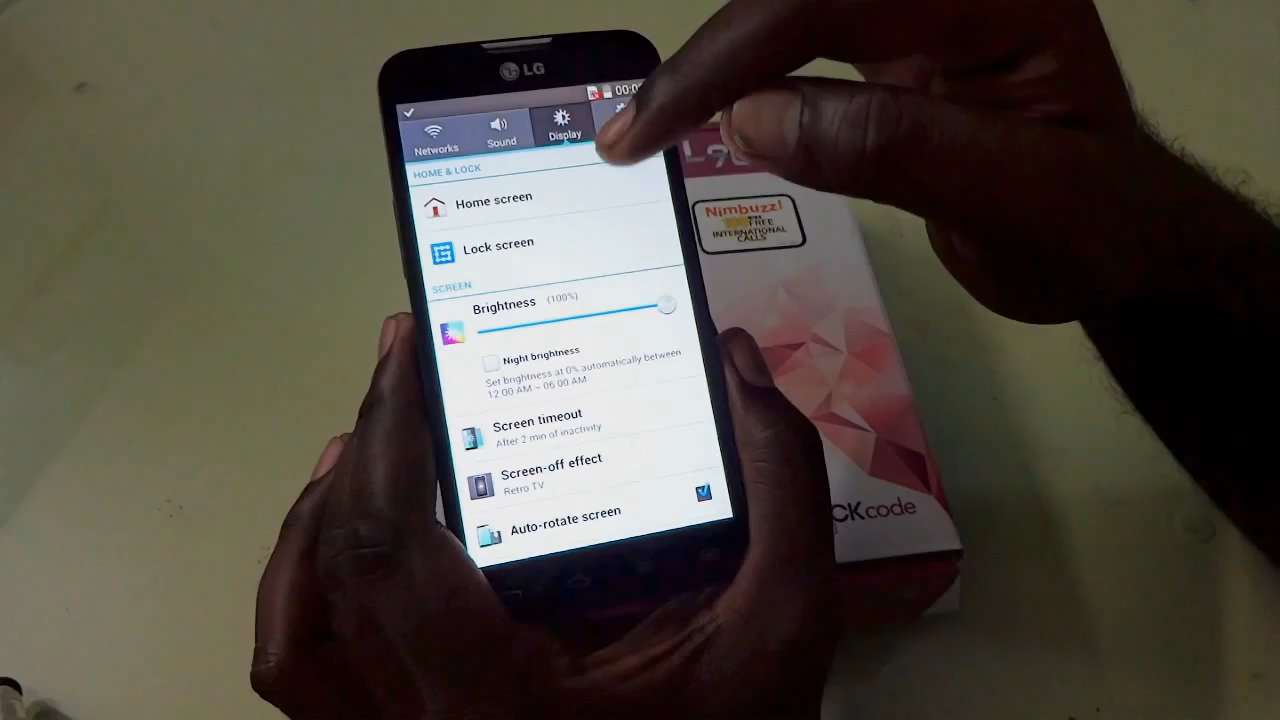 LG
00:0
Networks
Sound
Display
HOME & LOCK
Home screen
Lock screen
SCREEN
Brightness (100%)
Night brightness
Set brightness at 0% automatically between
12:00 AM ~ 06:00 AM
Screen timeout
After 2 min of inactivity
Screen-off effect
Retro TV
Auto-rotate screen
Nimbuzz!
FREE
INTERNATIONAL
CALLS
CKcode